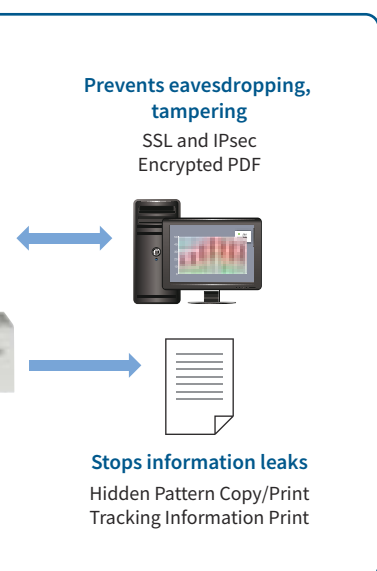 Prevents eavesdropping,
tampering
SSL and IPsec
Encrypted PDF
Stops information leaks
Hidden Pattern Copy/Print
Tracking Information Print